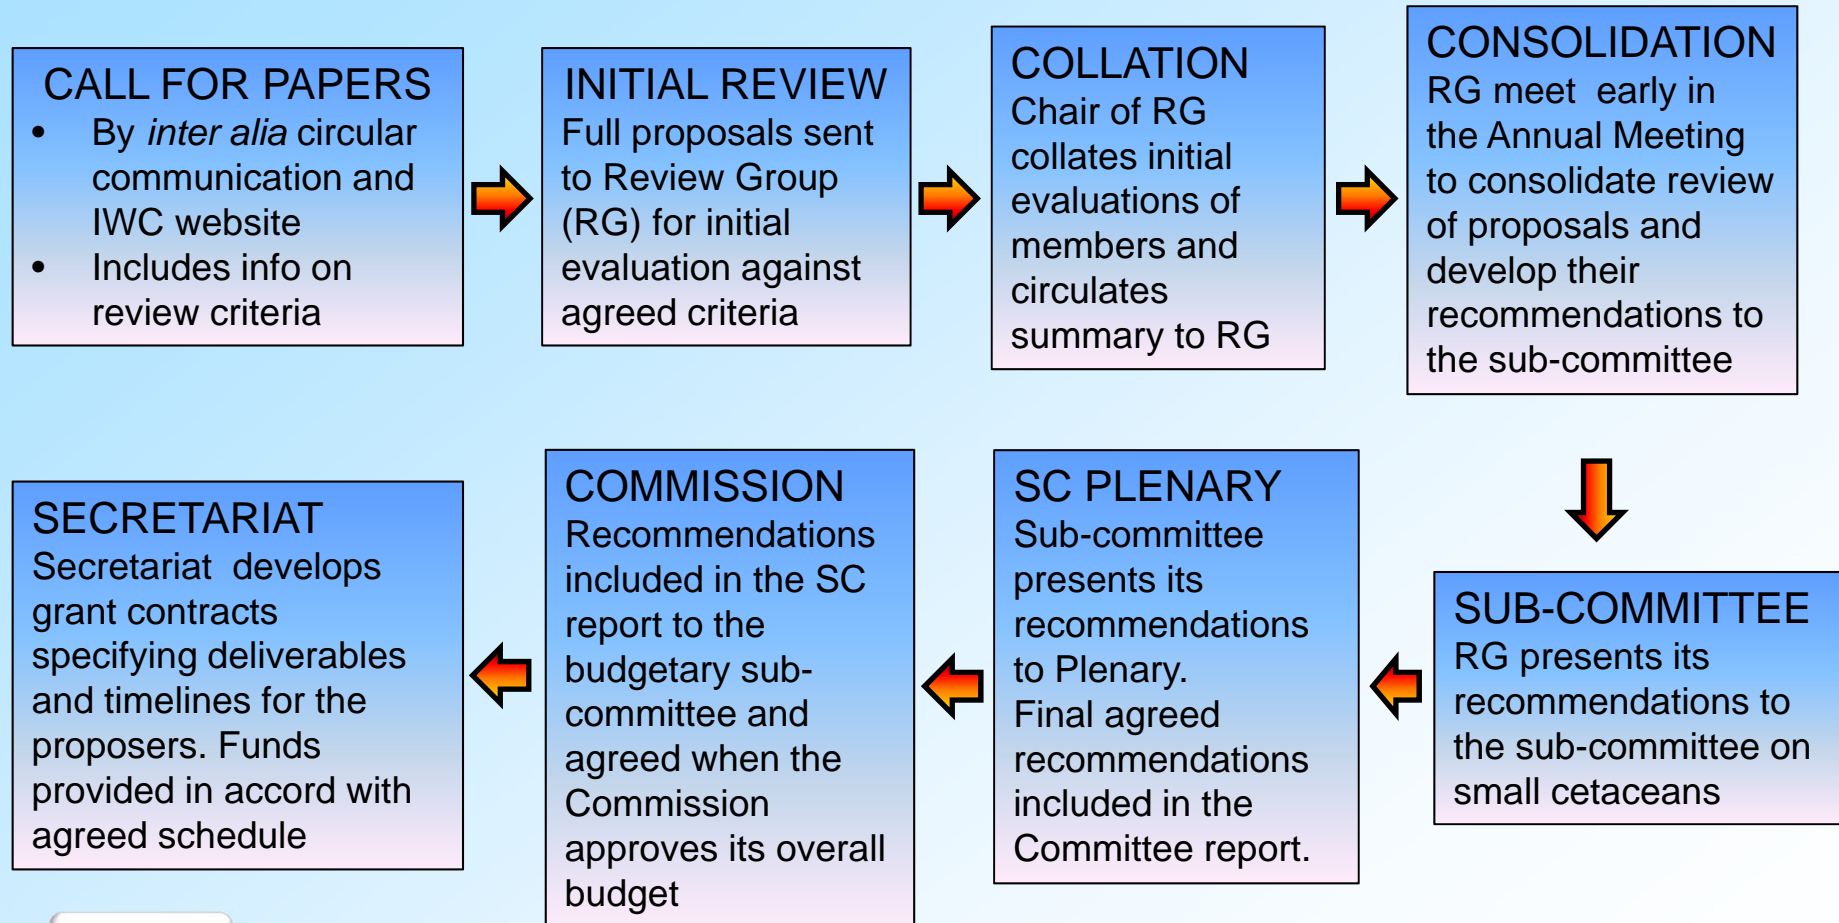 CALL FOR PAPERS
• By inter alia circular
communication and
IWC website
• Includes info on
review criteria
INITIAL REVIEW
Full proposals sent
to Review Group
(RG) for initial
evaluation against
agreed criteria
COLLATION
Chair of RG
collates initial
evaluations of
members and
circulates
summary to RG
CONSOLIDATION
RG meet early in
the Annual Meeting
to consolidate review
of proposals and
develop their
recommendations to
the sub-committee
SUB-COMMITTEE
RG presents its
recommendations to
the sub-committee on
small cetaceans
SC PLENARY
Sub-committee
presents its
recommendations
to Plenary.
Final agreed
recommendations
included in the
Committee report.
COMMISSION
Recommendations
included in the SC
report to the
budgetary sub-
committee and
agreed when the
Commission
approves its overall
budget
SECRETARIAT
Secretariat develops
grant contracts
specifying deliverables
and timelines for the
proposers. Funds
provided in accord with
agreed schedule